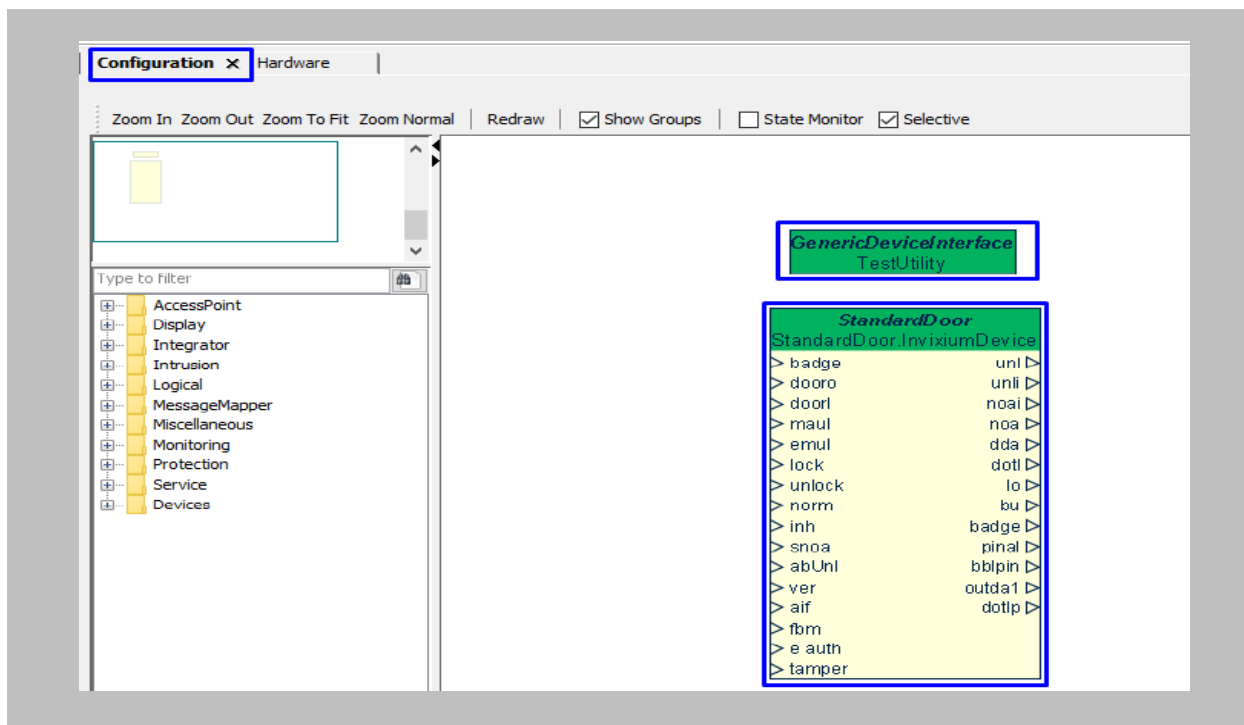 Configuration × Hardware
Zoom In Zoom Out Zoom To Fit Zoom Normal Redraw Show Groups State Monitor Selective
Type to filter
AccessPoint
Display
Integrator
Intrusion
Logical
MessageMapper
Miscellaneous
Monitoring
Protection
Service
Devices
GenericDeviceInterface
TestUtility
StandardDoor
StandardDoor.InvixiumDevice
badge unl
dooro unli
doorl noai
maul noa
emul dda
lock dotl
unlock lo
norm bu
inh badge
snoa pinal
abUnl bblpin
ver outda1
aif dotlp
fbm
e auth
tamper